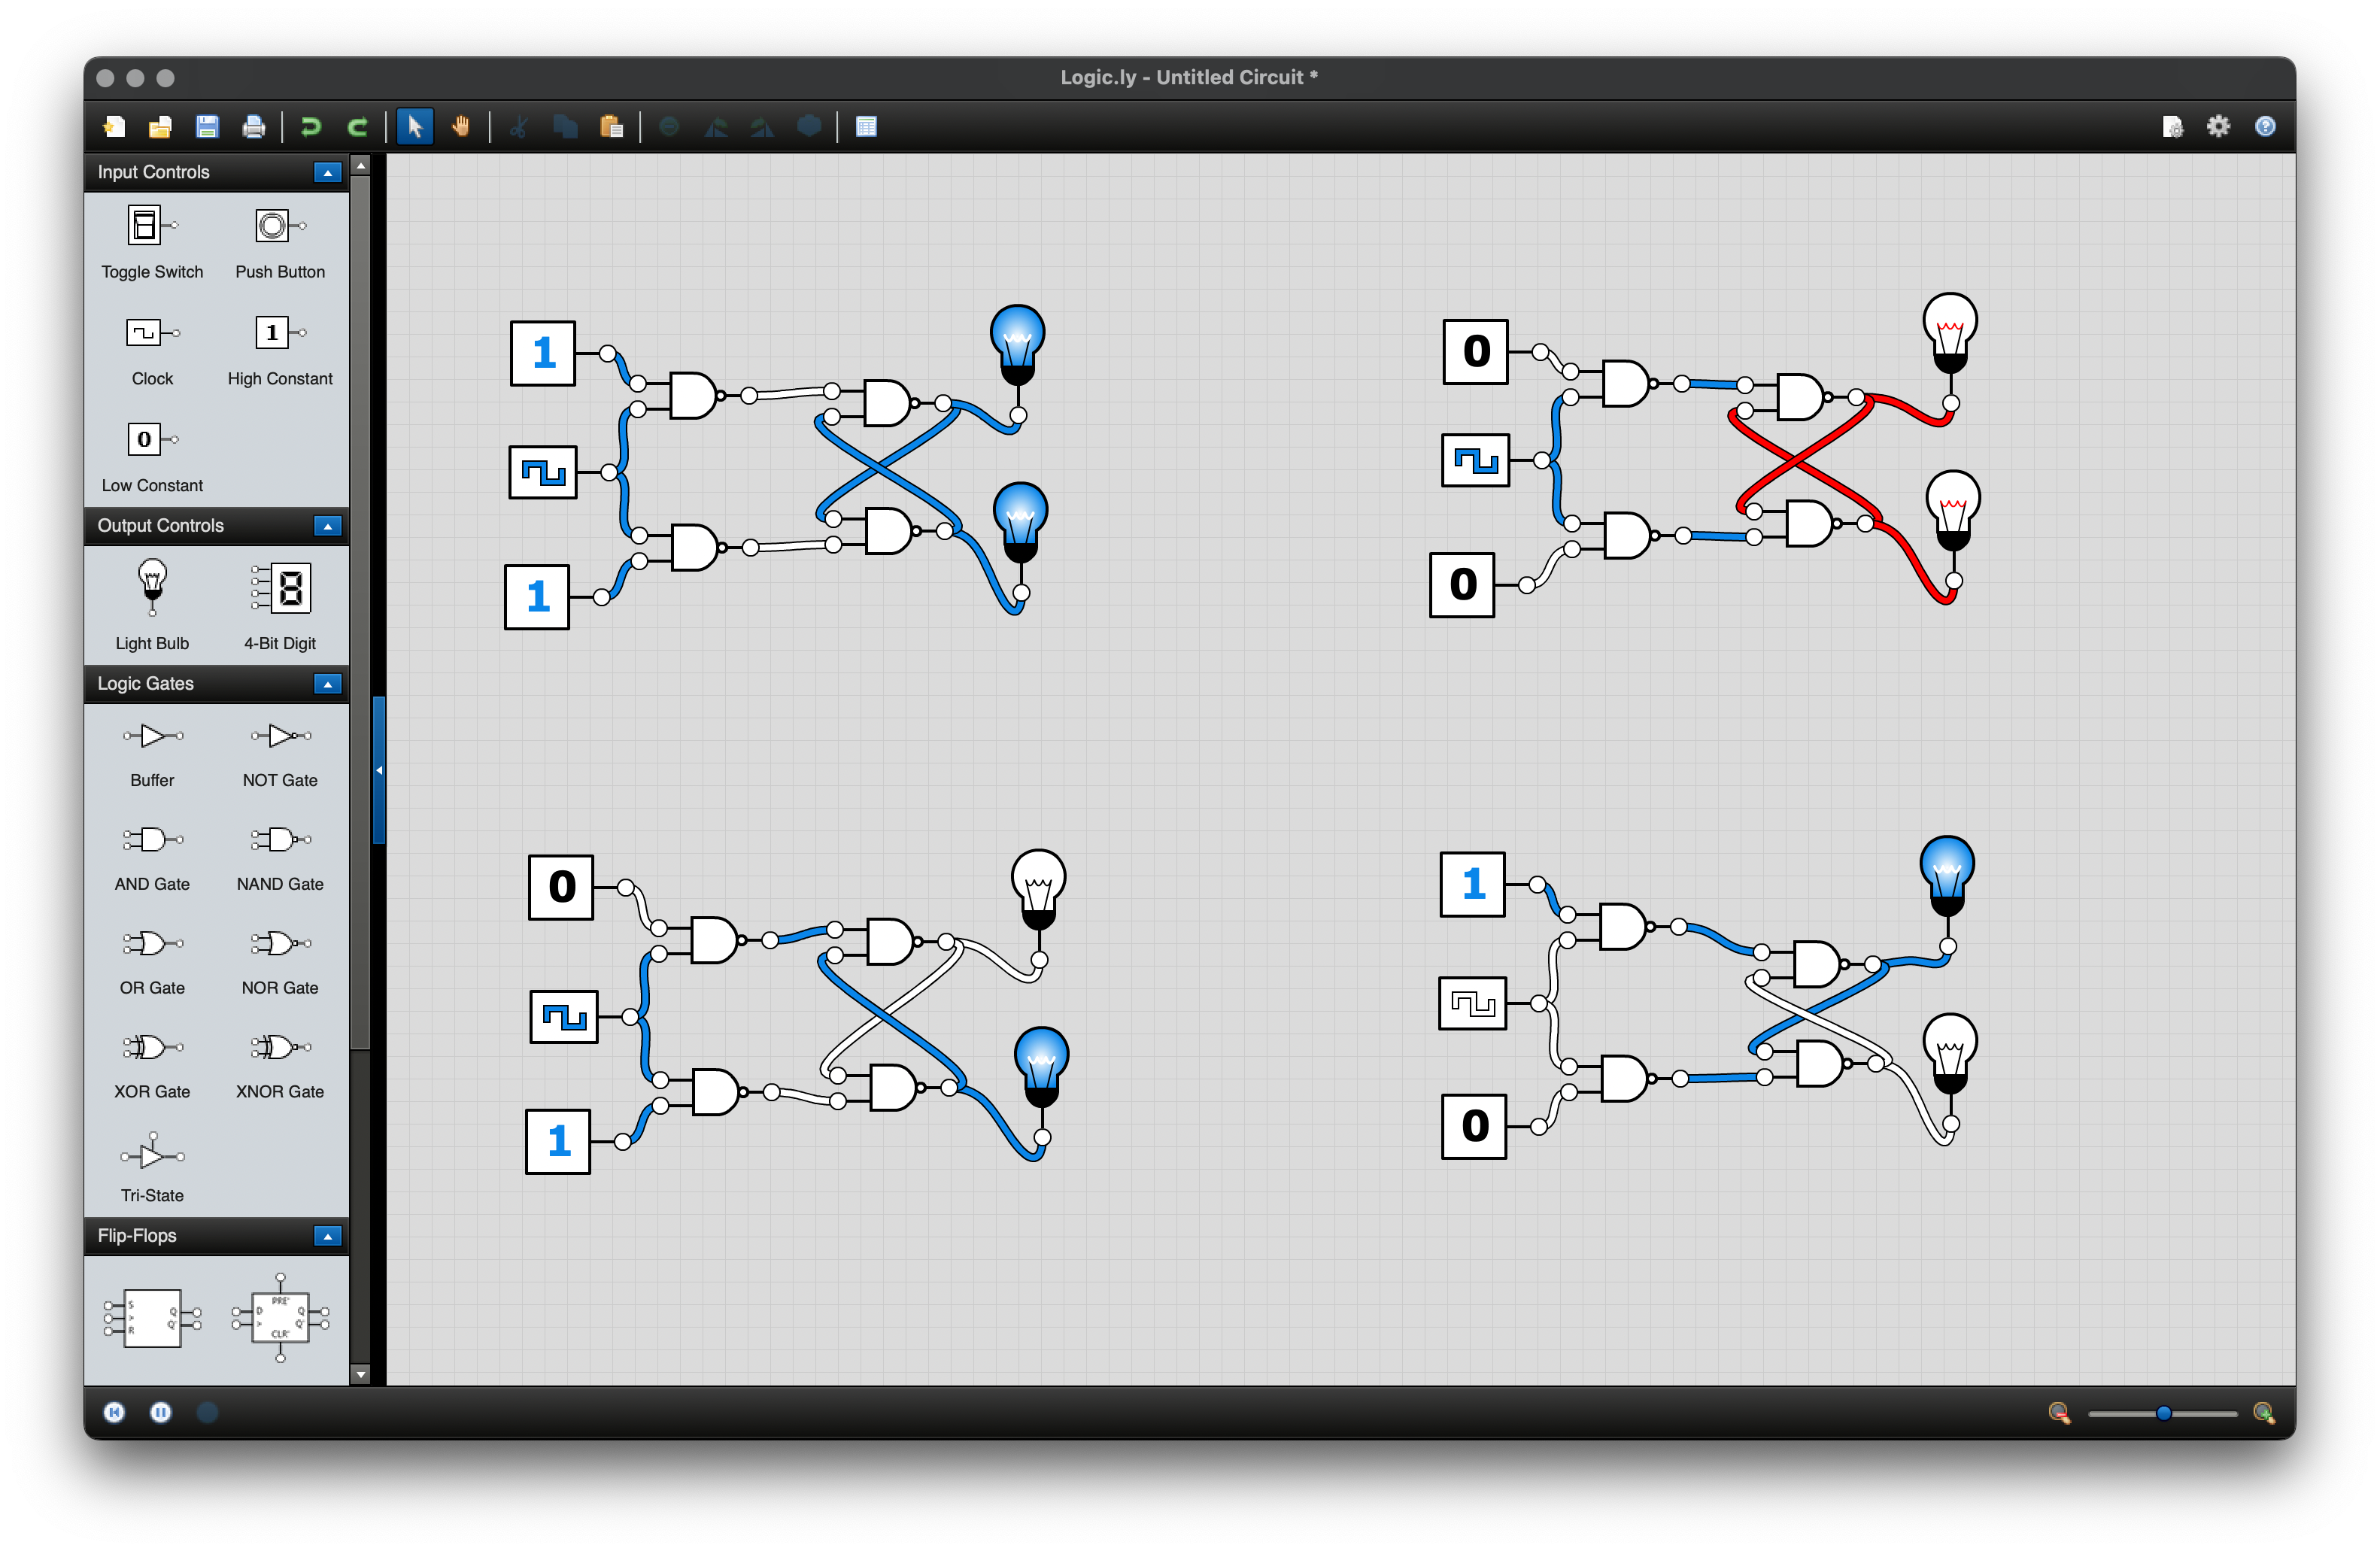 Logic.ly - Untitled Circuit *
Input Controls
Toggle Switch Push Button
1
Clock High Constant
0
Low Constant
Output Controls
Light Bulb 4-Bit Digit
Logic Gates
Buffer NOT Gate
AND Gate NAND Gate
OR Gate NOR Gate
XOR Gate XNOR Gate
Tri-State
Flip-Flops
S Q
> Q'
R
PRE'
D Q
> Q'
CLR'
1
1
0
0
0
1
1
0